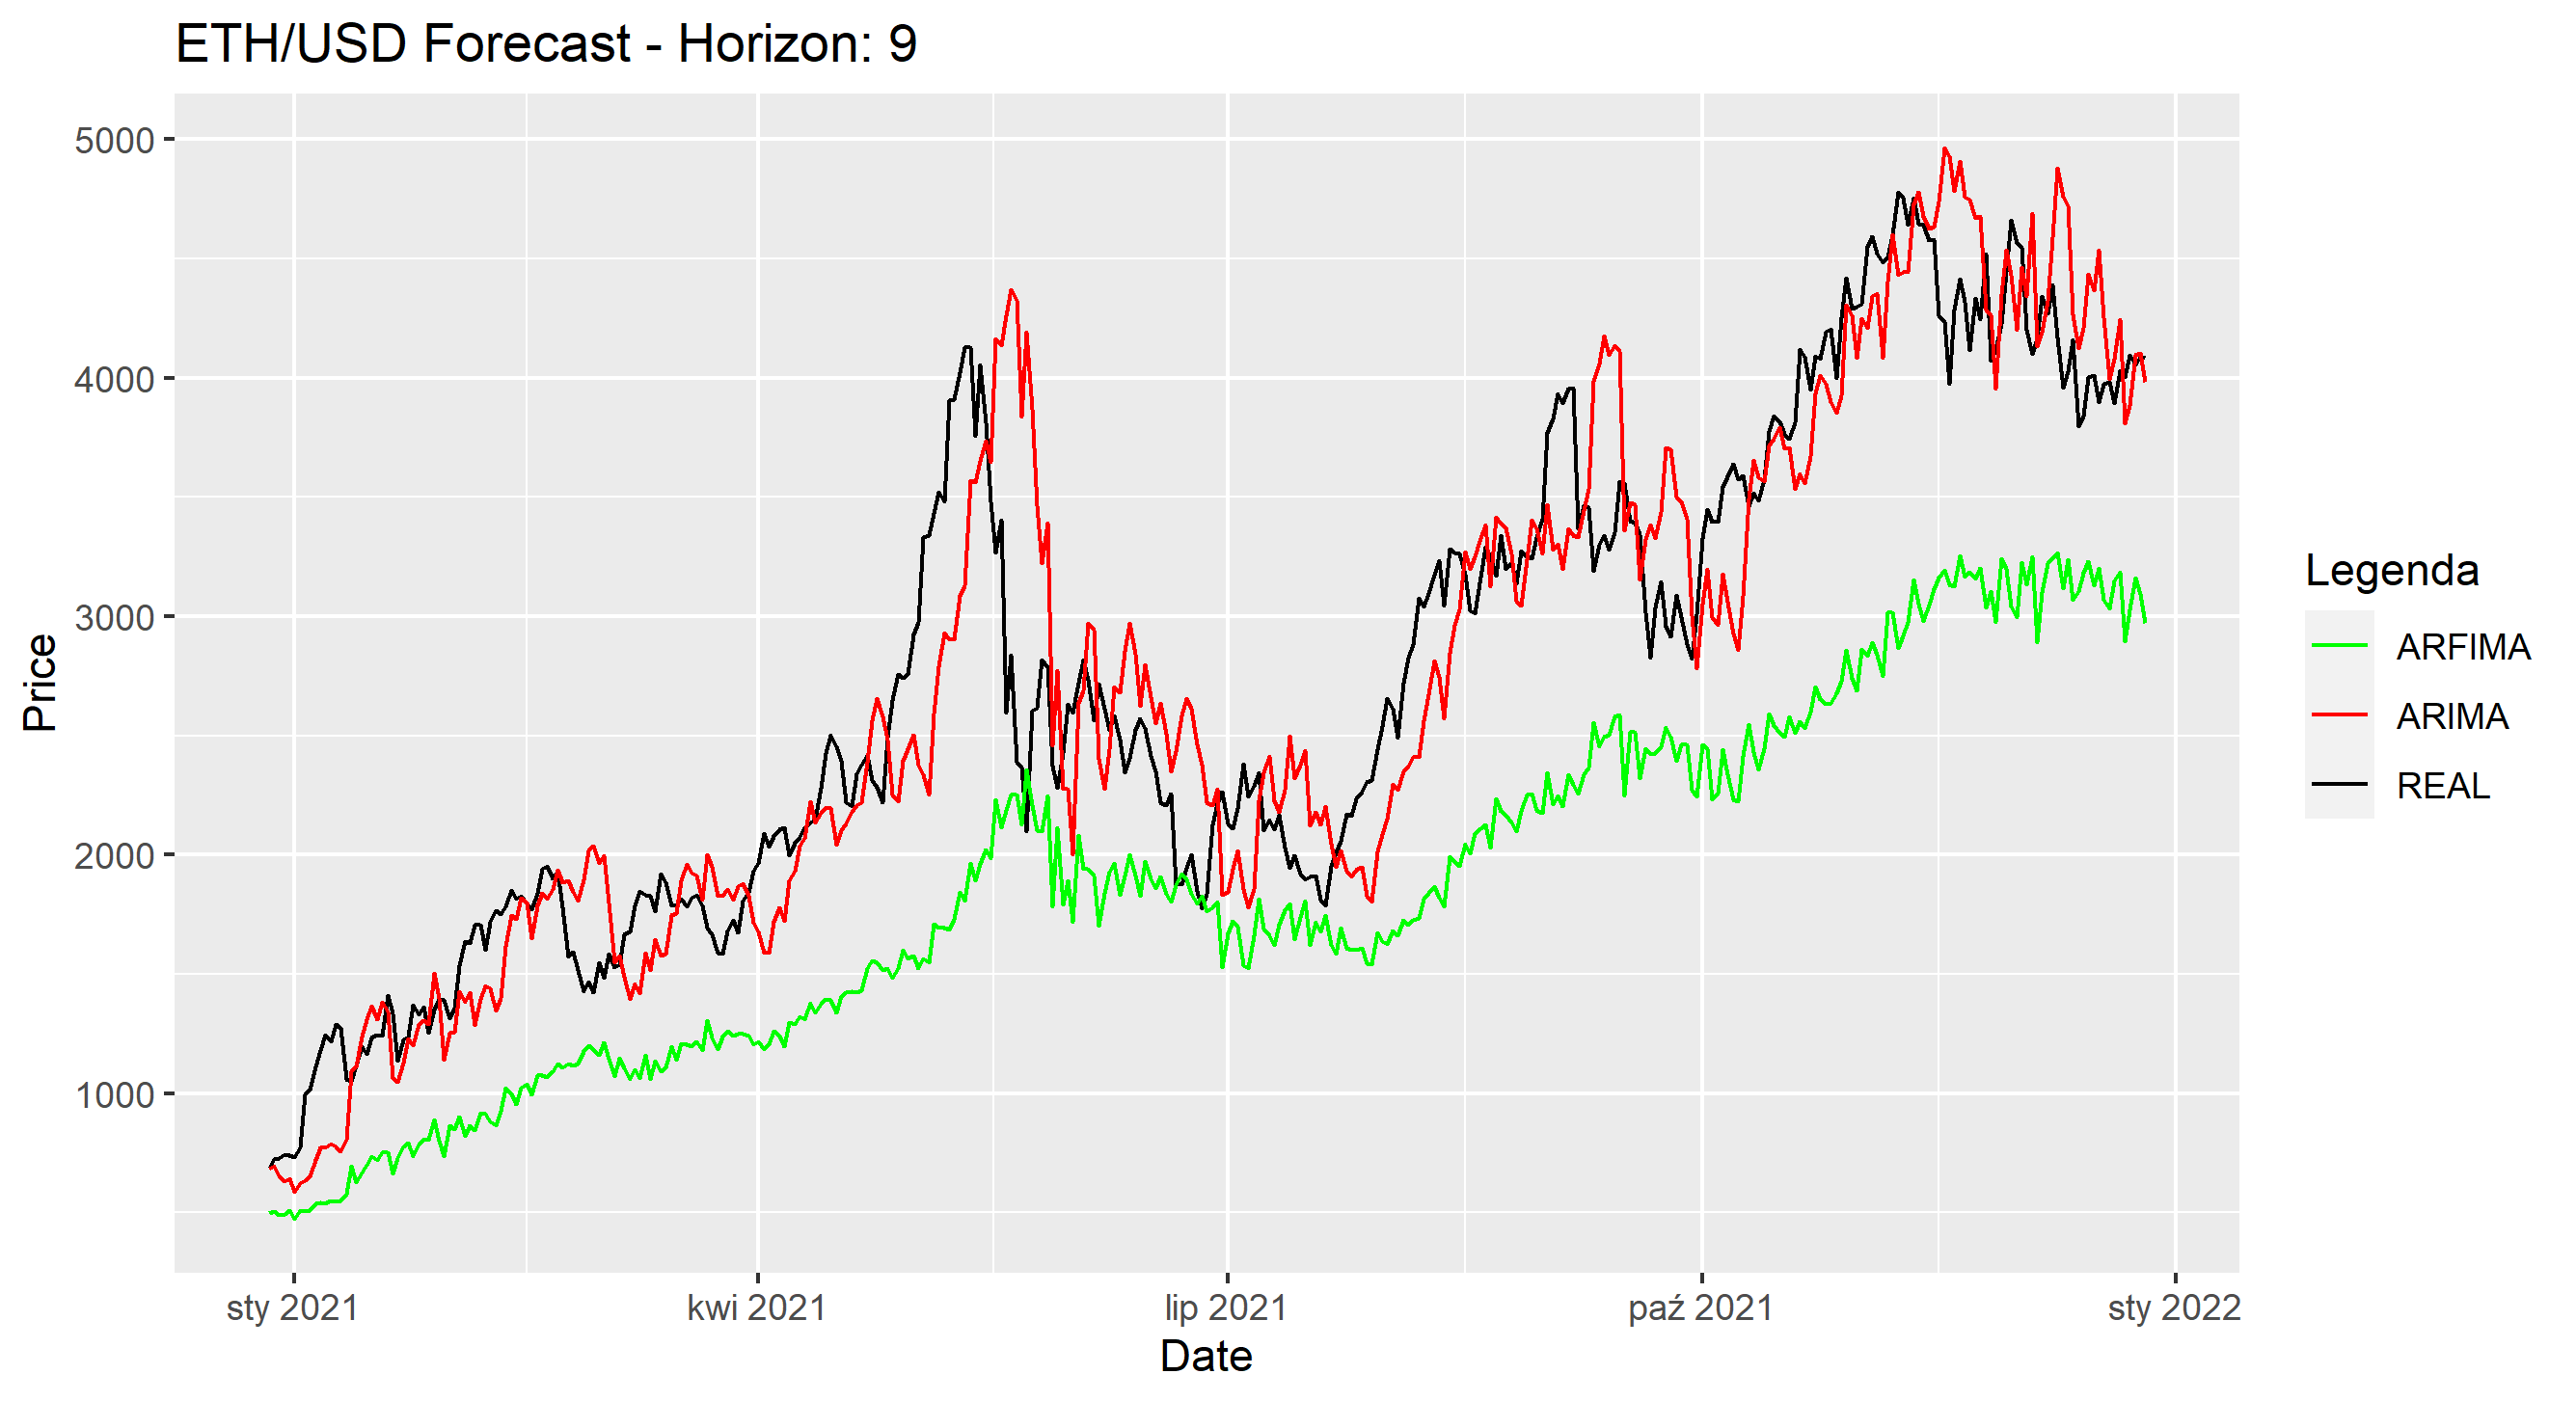 ETH/USD Forecast - Horizon: 9
5000
4000
3000
2000
1000
Price
sty 2021
kwi 2021
lip 2021
paź 2021
sty 2022
Date
Legenda
ARFIMA
ARIMA
REAL